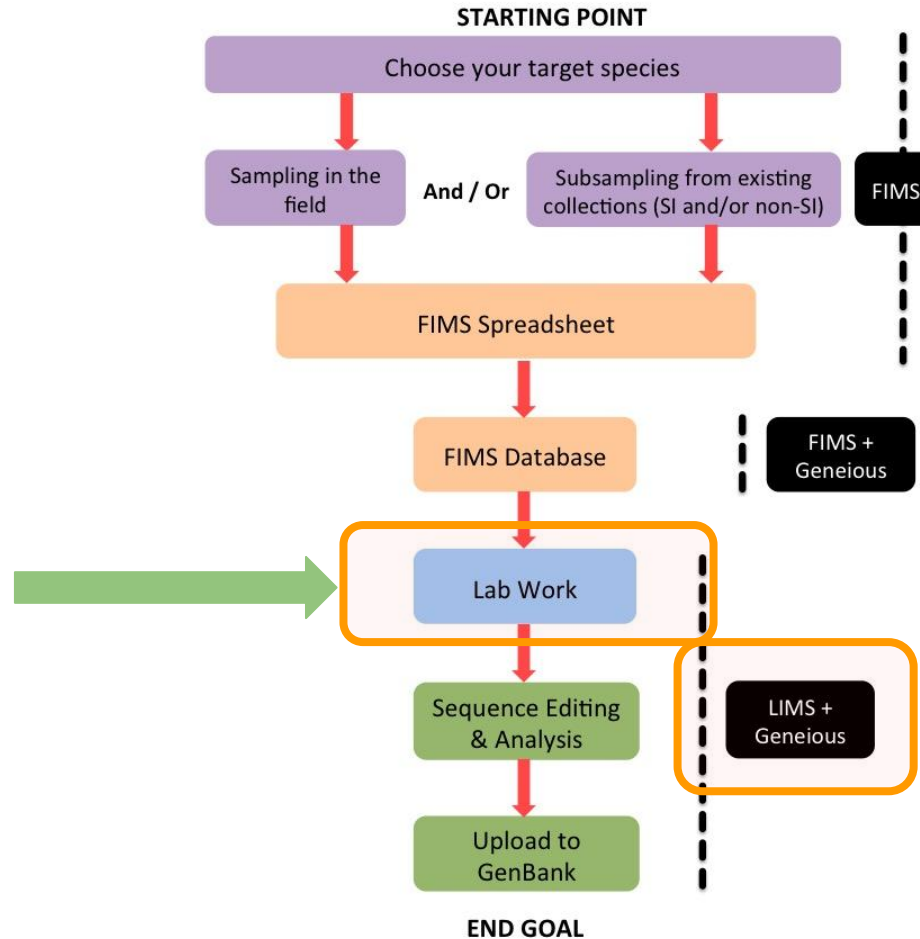 STARTING POINT
Choose your target species
Sampling in the
field
And / Or
Subsampling from existing
collections (SI and/or non-SI)
FIMS
FIMS Spreadsheet
FIMS Database
FIMS +
Geneious
Lab Work
Sequence Editing
& Analysis
LIMS +
Geneious
Upload to
GenBank
END GOAL